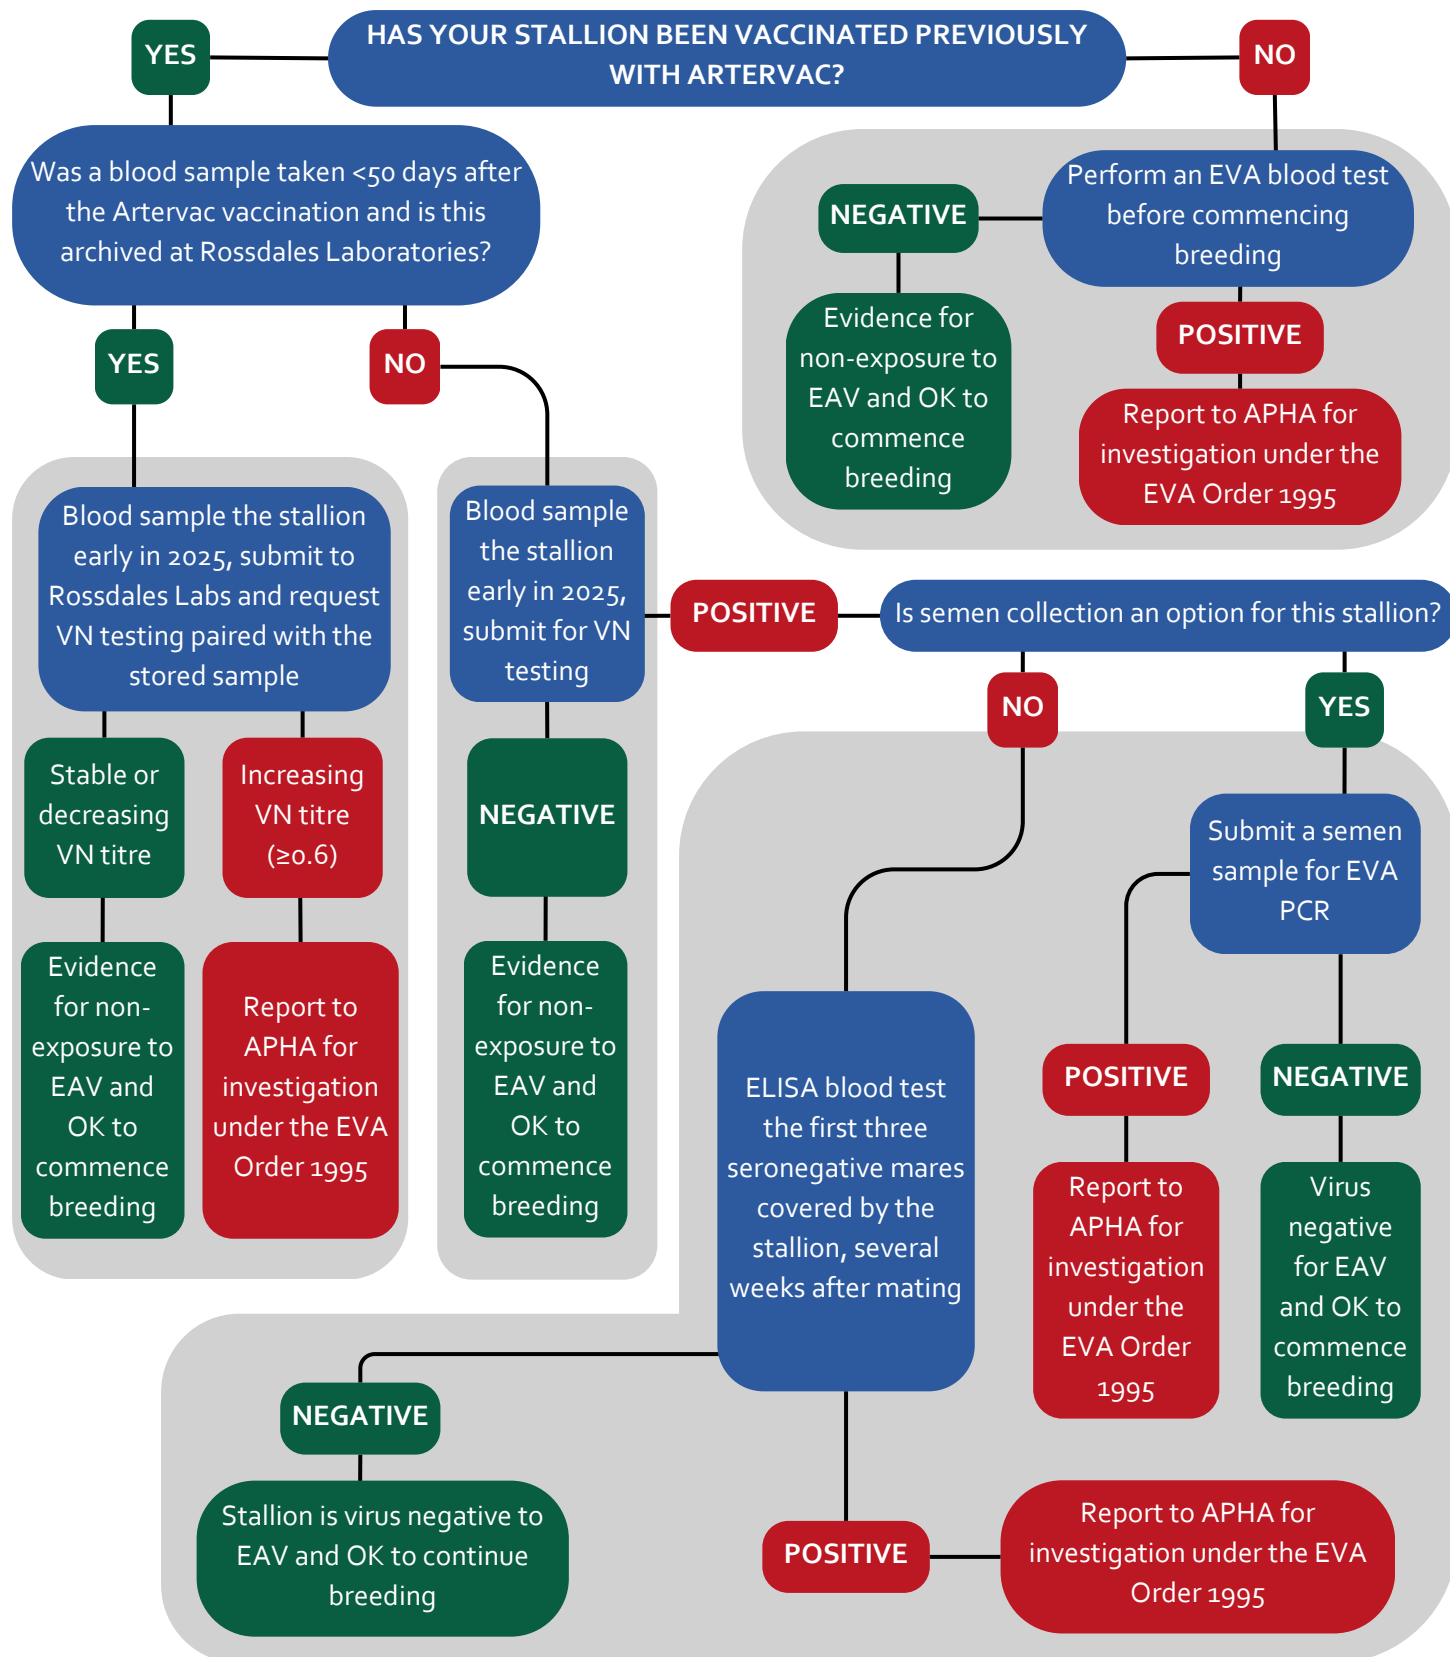 HAS YOUR STALLION BEEN VACCINATED PREVIOUSLY
WITH ARTERVAC?
YES
NO
Was a blood sample taken <50 days after
the Artervac vaccination and is this
archived at Rossdales Laboratories?
Perform an EVA blood test
before commencing
breeding
NEGATIVE
Evidence for
non-exposure to
EAV and OK to
commence
breeding
POSITIVE
Report to APHA for
investigation under the
EVA Order 1995
YES
NO
Blood sample the stallion
early in 2025, submit to
Rossdales Labs and request
VN testing paired with the
stored sample
Stable or
decreasing
VN titre
Increasing
VN titre
(≥0.6)
Evidence
for non-
exposure to
EAV and
OK to
commence
breeding
Report to
APHA for
investigation
under the EVA
Order 1995
Blood sample
the stallion
early in 2025,
submit for VN
testing
NEGATIVE
Evidence
for non-
exposure to
EAV and
OK to
commence
breeding
POSITIVE
Is semen collection an option for this stallion?
NO
YES
Submit a semen
sample for EVA
PCR
POSITIVE
NEGATIVE
Report to
APHA for
investigation
under the
EVA Order
1995
Virus
negative
for EAV
and OK to
commence
breeding
ELISA blood test
the first three
seronegative mares
covered by the
stallion, several
weeks after mating
NEGATIVE
Stallion is virus negative to
EAV and OK to continue
breeding
POSITIVE
Report to APHA for
investigation under the EVA
Order 1995